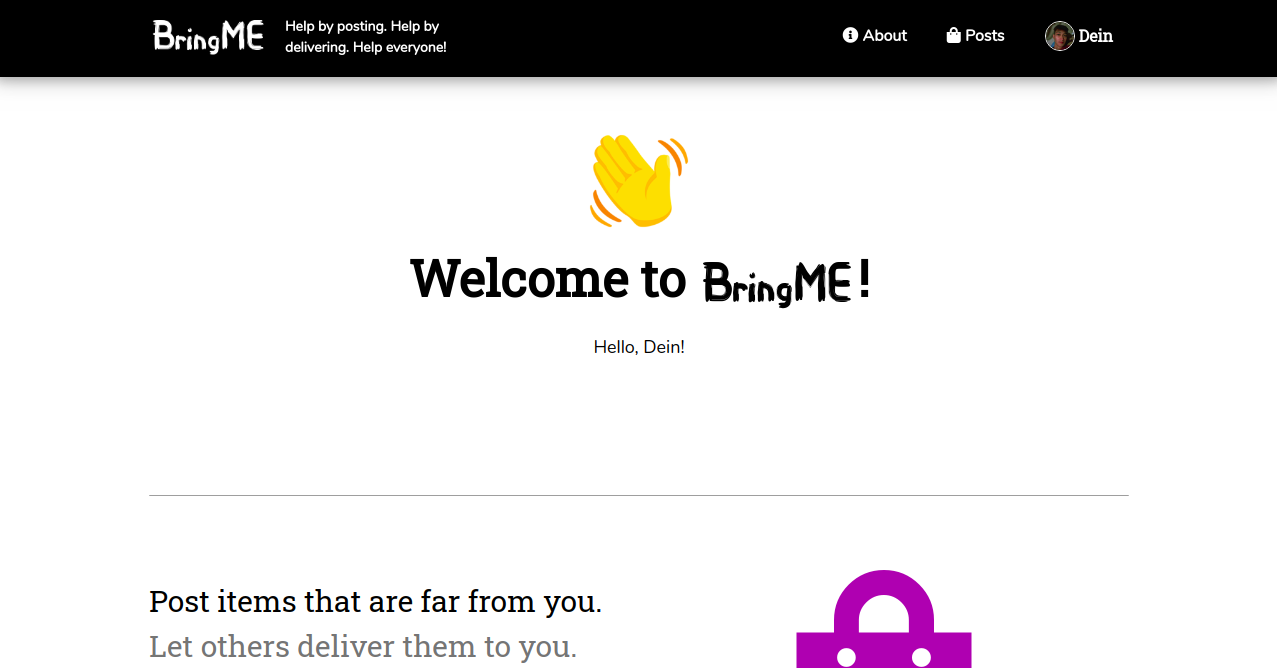 BringME
Help by posting. Help by
delivering. Help everyone!
About
Posts
Dein
Welcome to BringME!
Hello, Dein!
Post items that are far from you.
Let others deliver them to you.